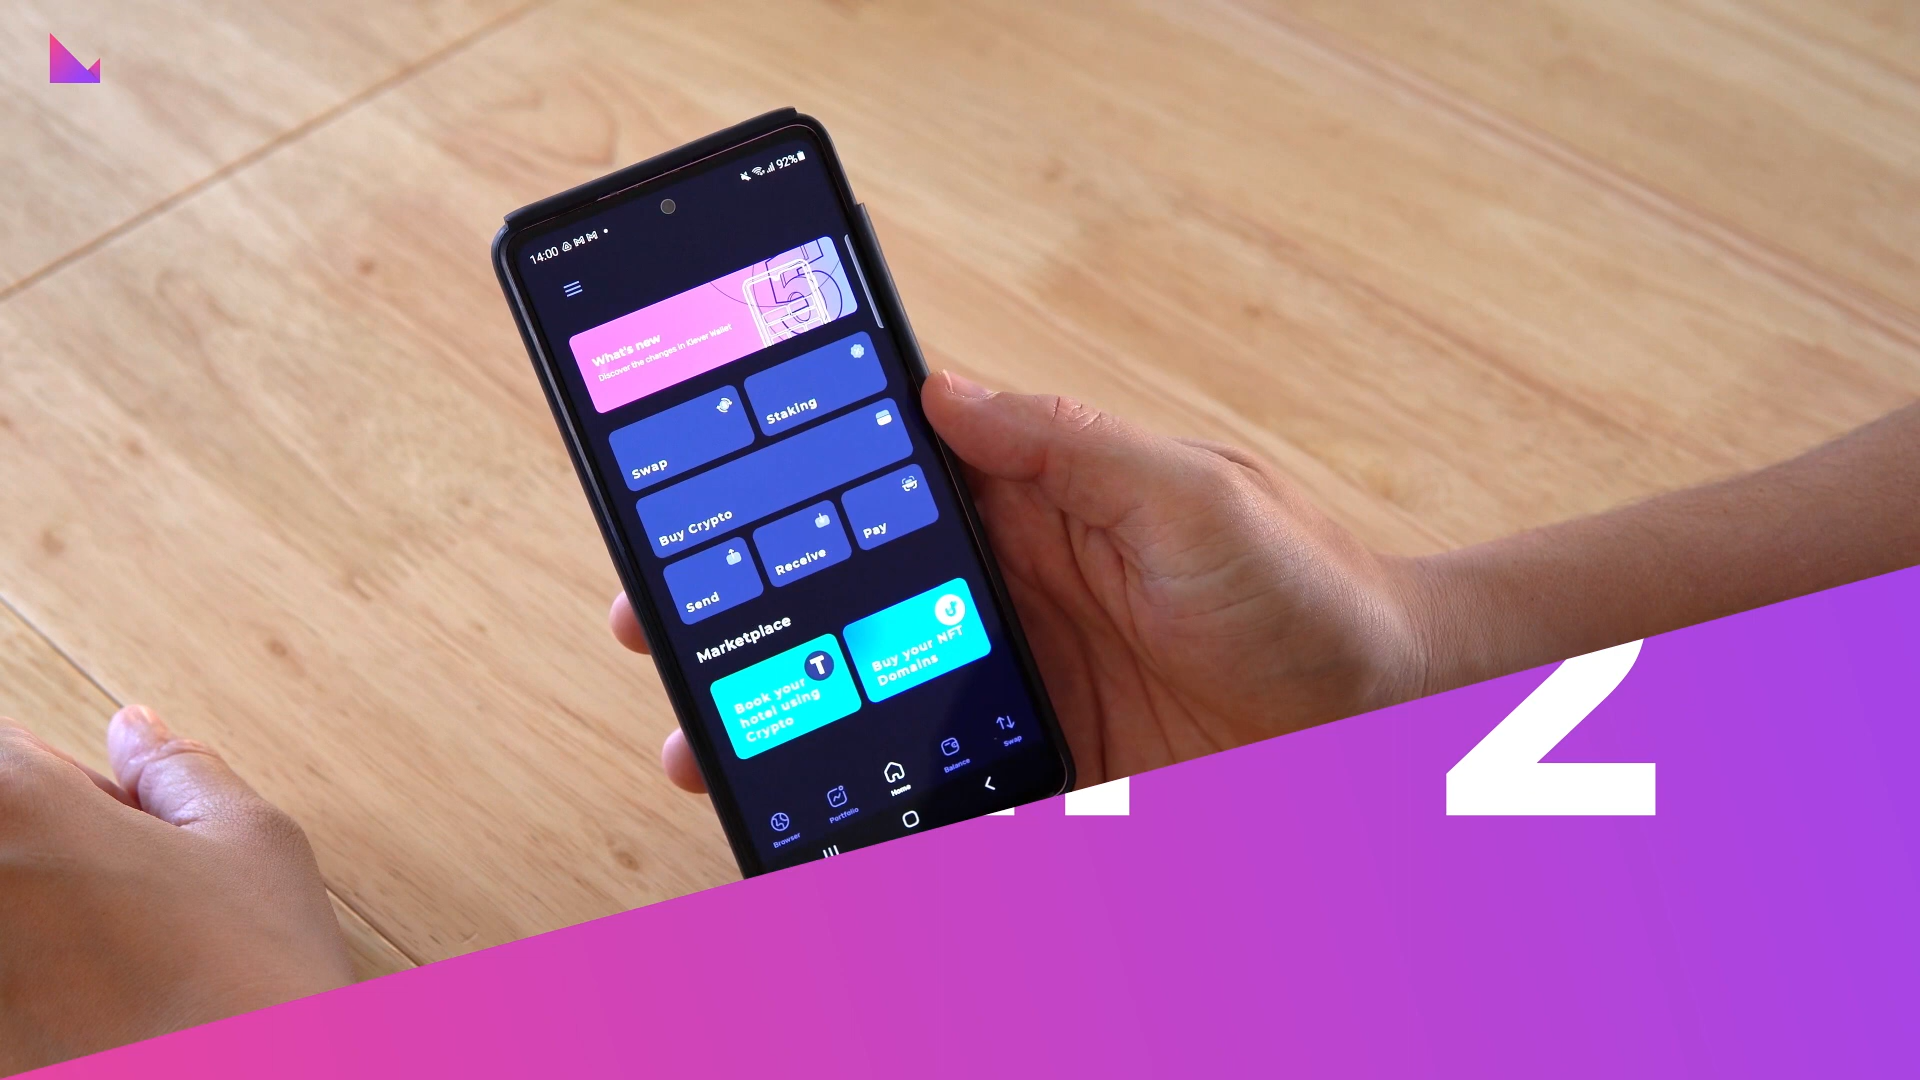 14:00
92%
What's new
Discover the changes in Klever Wallet
Swap
Staking
Buy Crypto
Send
Receive
Pay
Marketplace
Book your
hotel using
Crypto
Buy your NFT
Domains
Browser
Portfolio
Home
Balance
Swap
2